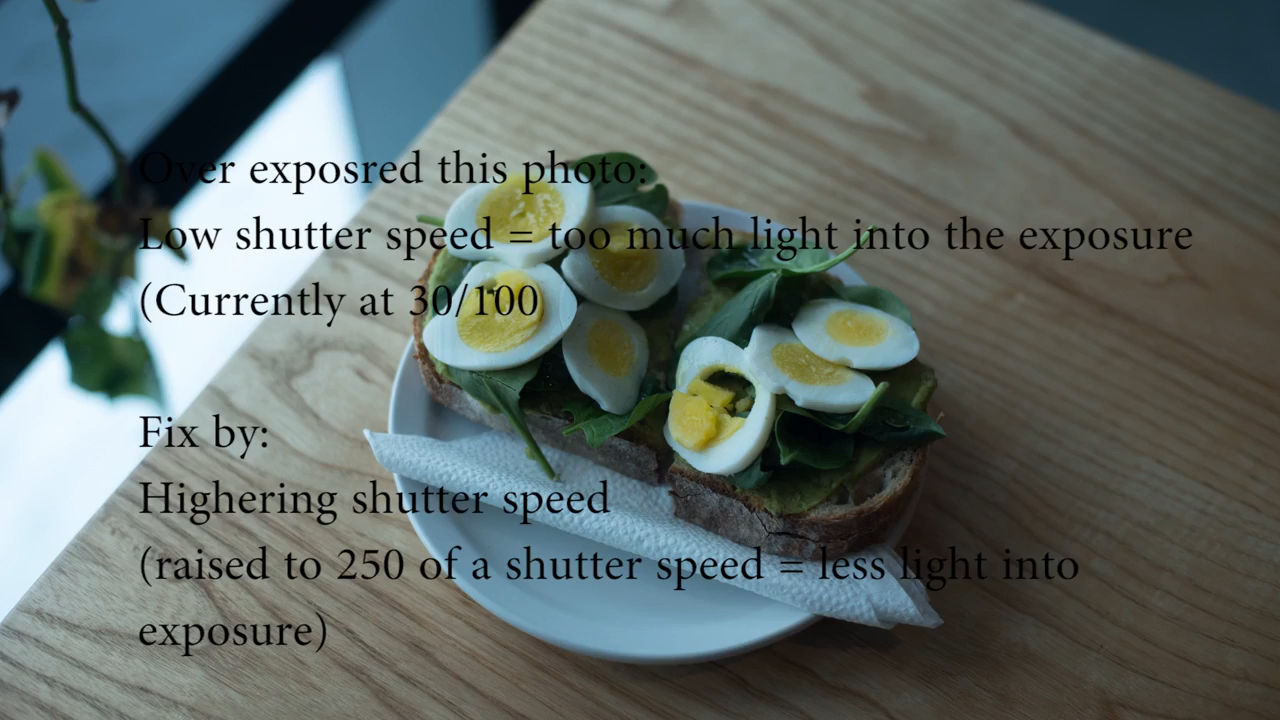 Over exposred this photo:
Low shutter speed = too much light into the exposure
(Currently at 30/100
Fix by:
Highering shutter speed
(raised to 250 of a shutter speed = less light into
exposure)